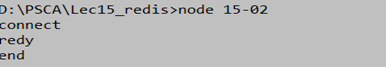 D:\PSCA\Lec15_redis>node 15-02
connect
redy
end